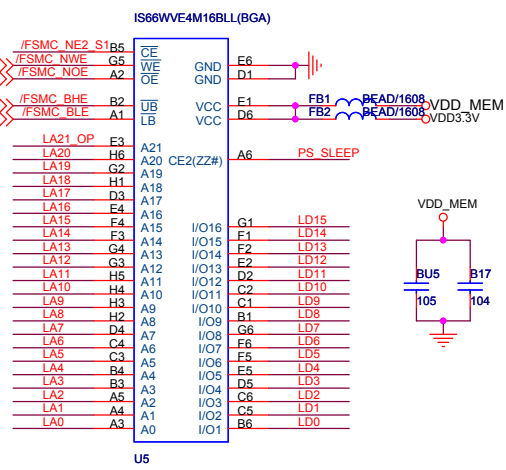 IS66WVE4M16BLL(BGA)
/FSMC_NE2_S1 B5 CE
/FSMC_NWE G5 WE GND E6
/FSMC_NOE A2 OE GND D1
/FSMC_BHE B2 UB VCC E1 FB1 BEAD/1608 VDD_MEM
/FSMC_BLE A1 LB VCC D6 FB2 BEAD/1608 VDD3.3V
LA21_OP E3 A21
LA20 H6 A20 CE2(ZZ#) A6 PS_SLEEP
LA19 G2 A19
LA18 H1 A18
LA17 D3 A17
LA16 E4 A16
LA15 F4 A15 I/O16 G1 LD15
LA14 F3 A14 I/O15 F1 LD14
LA13 G4 A13 I/O14 F2 LD13
LA12 G3 A12 I/O13 E2 LD12
LA11 H5 A11 I/O12 D2 LD11
LA10 H4 A10 I/O11 C2 LD10
LA9 H3 A9 I/O10 C1 LD9
LA8 H2 A8 I/O9 B1 LD8
LA7 D4 A7 I/O8 G6 LD7
LA6 C4 A6 I/O7 F6 LD6
LA5 C3 A5 I/O6 F5 LD5
LA4 B4 A4 I/O5 E5 LD4
LA3 B3 A3 I/O4 D5 LD3
LA2 A5 A2 I/O3 C6 LD2
LA1 A4 A1 I/O2 C5 LD1
LA0 A3 A0 I/O1 B6 LD0
U5
VDD_MEM
BU5 B17
105 104